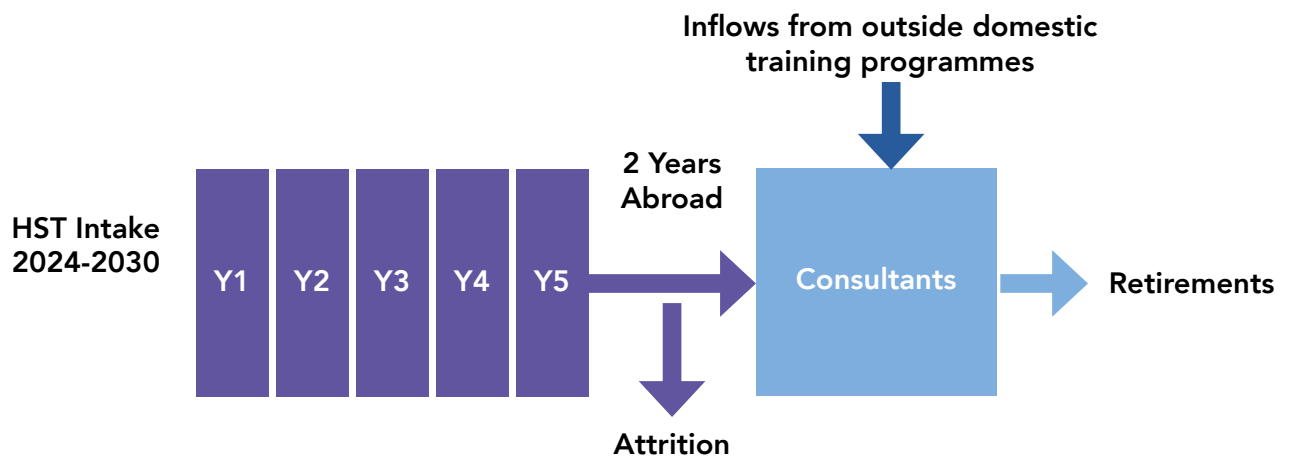 Inflows from outside domestic
training programmes
2 Years
Abroad
HST Intake
2024-2030
Y1
Y2
Y3
Y4
Y5
Consultants
Retirements
Attrition